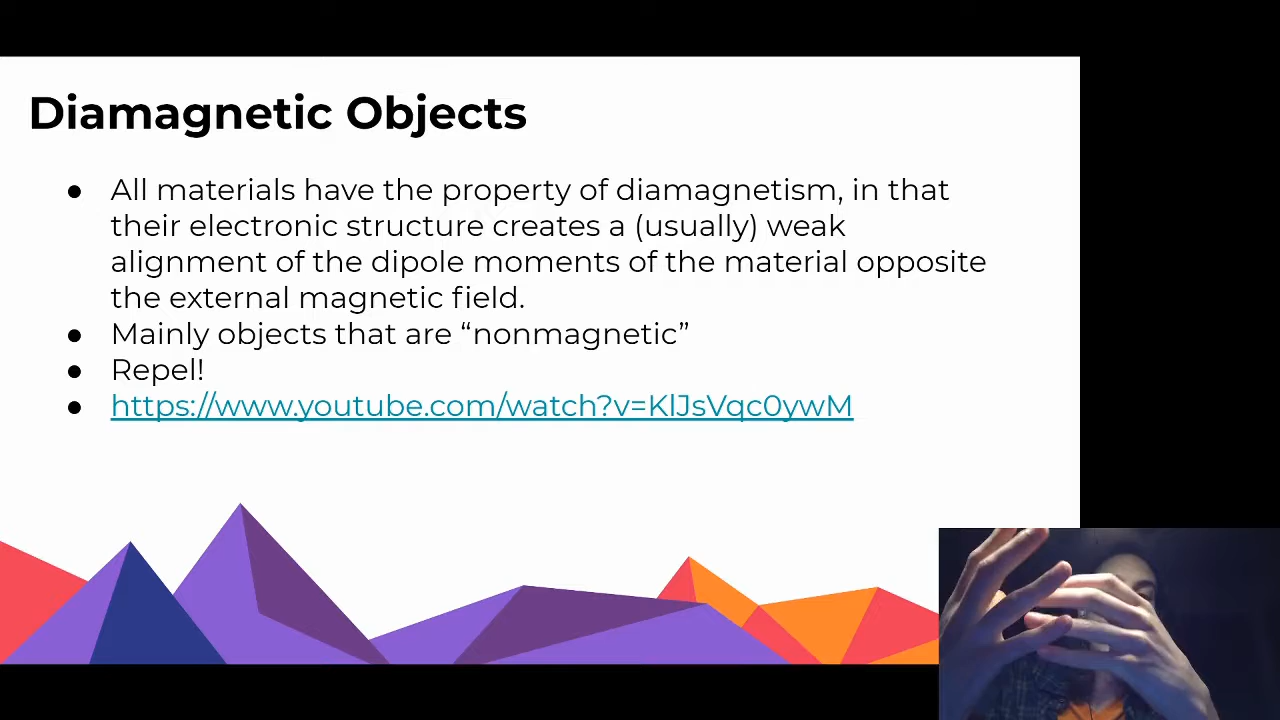 Diamagnetic Objects
● All materials have the property of diamagnetism, in that
their electronic structure creates a (usually) weak
alignment of the dipole moments of the material opposite
the external magnetic field.
● Mainly objects that are “nonmagnetic”
● Repel!
● https://www.youtube.com/watch?v=KlJsVqc0ywM